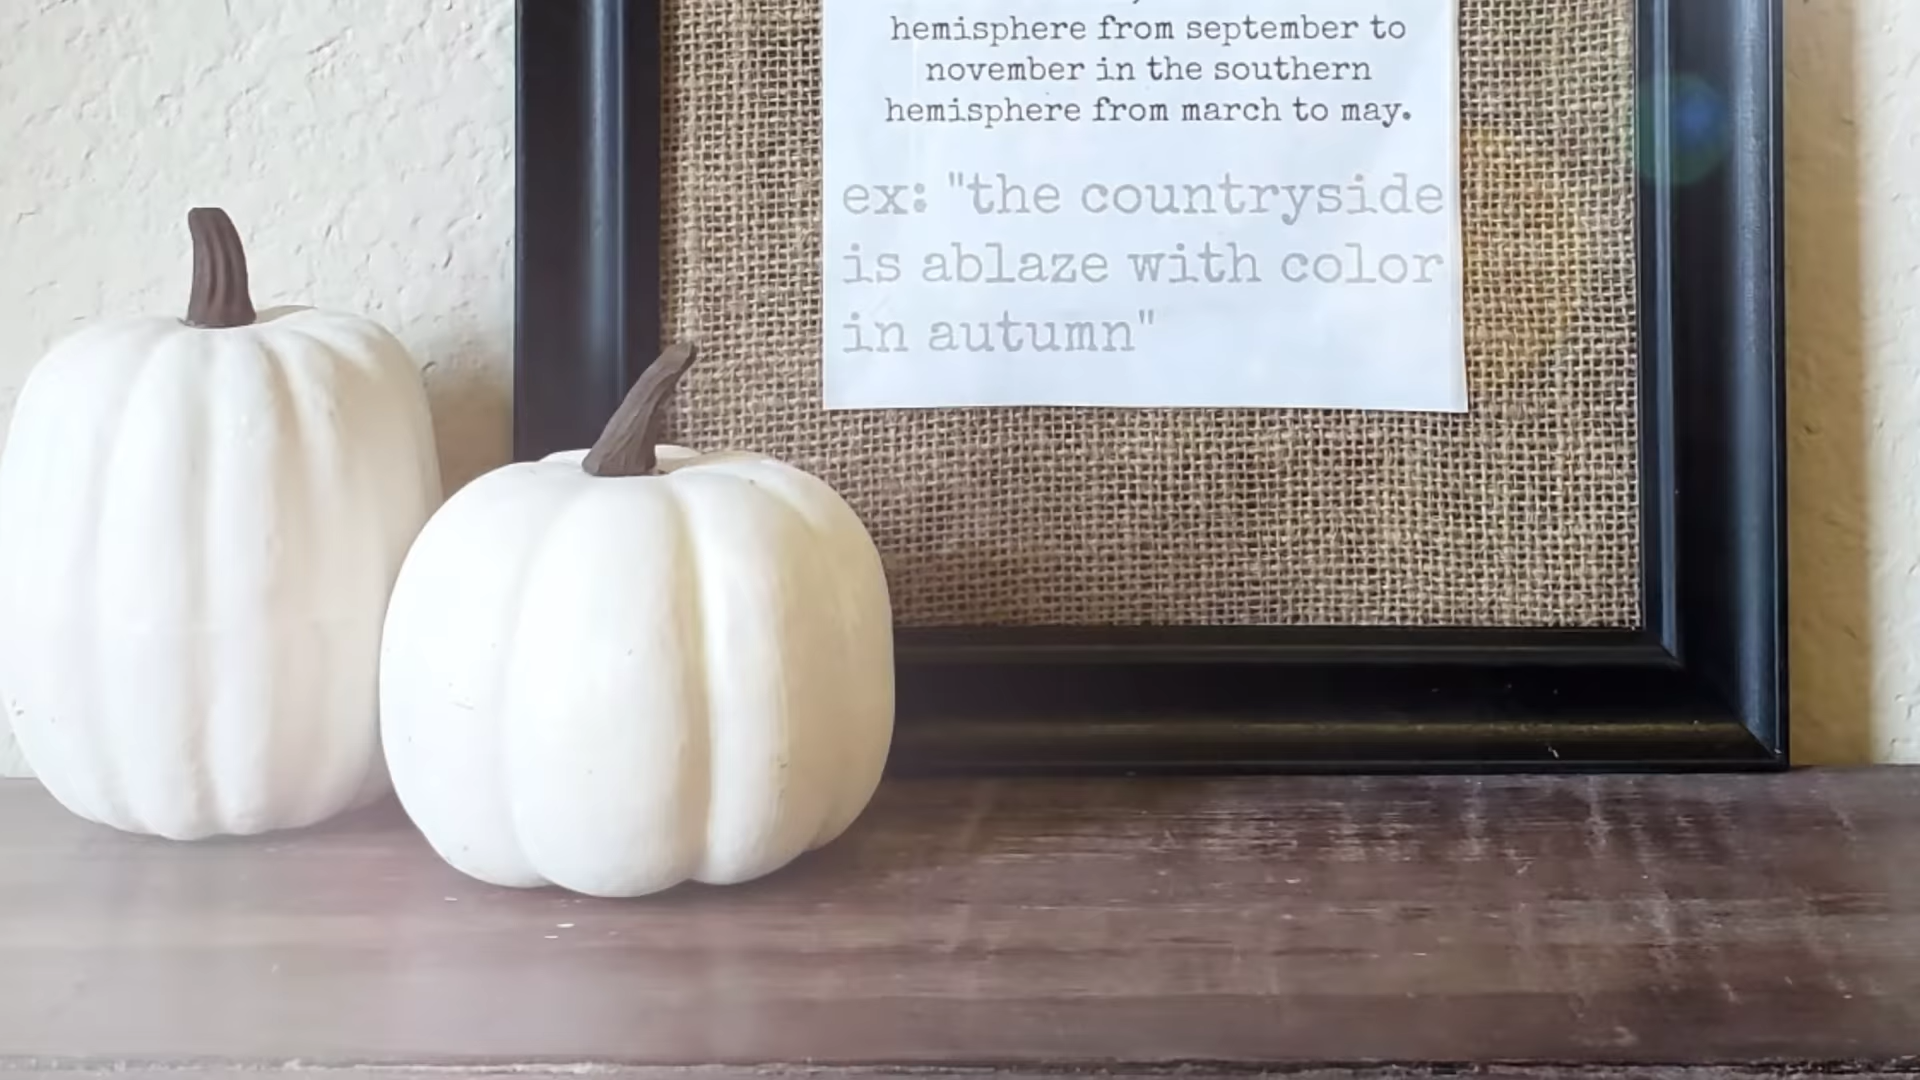 hemisphere from september to
november in the southern
hemisphere from march to may.
ex: "the countryside
is ablaze with color
in autumn"